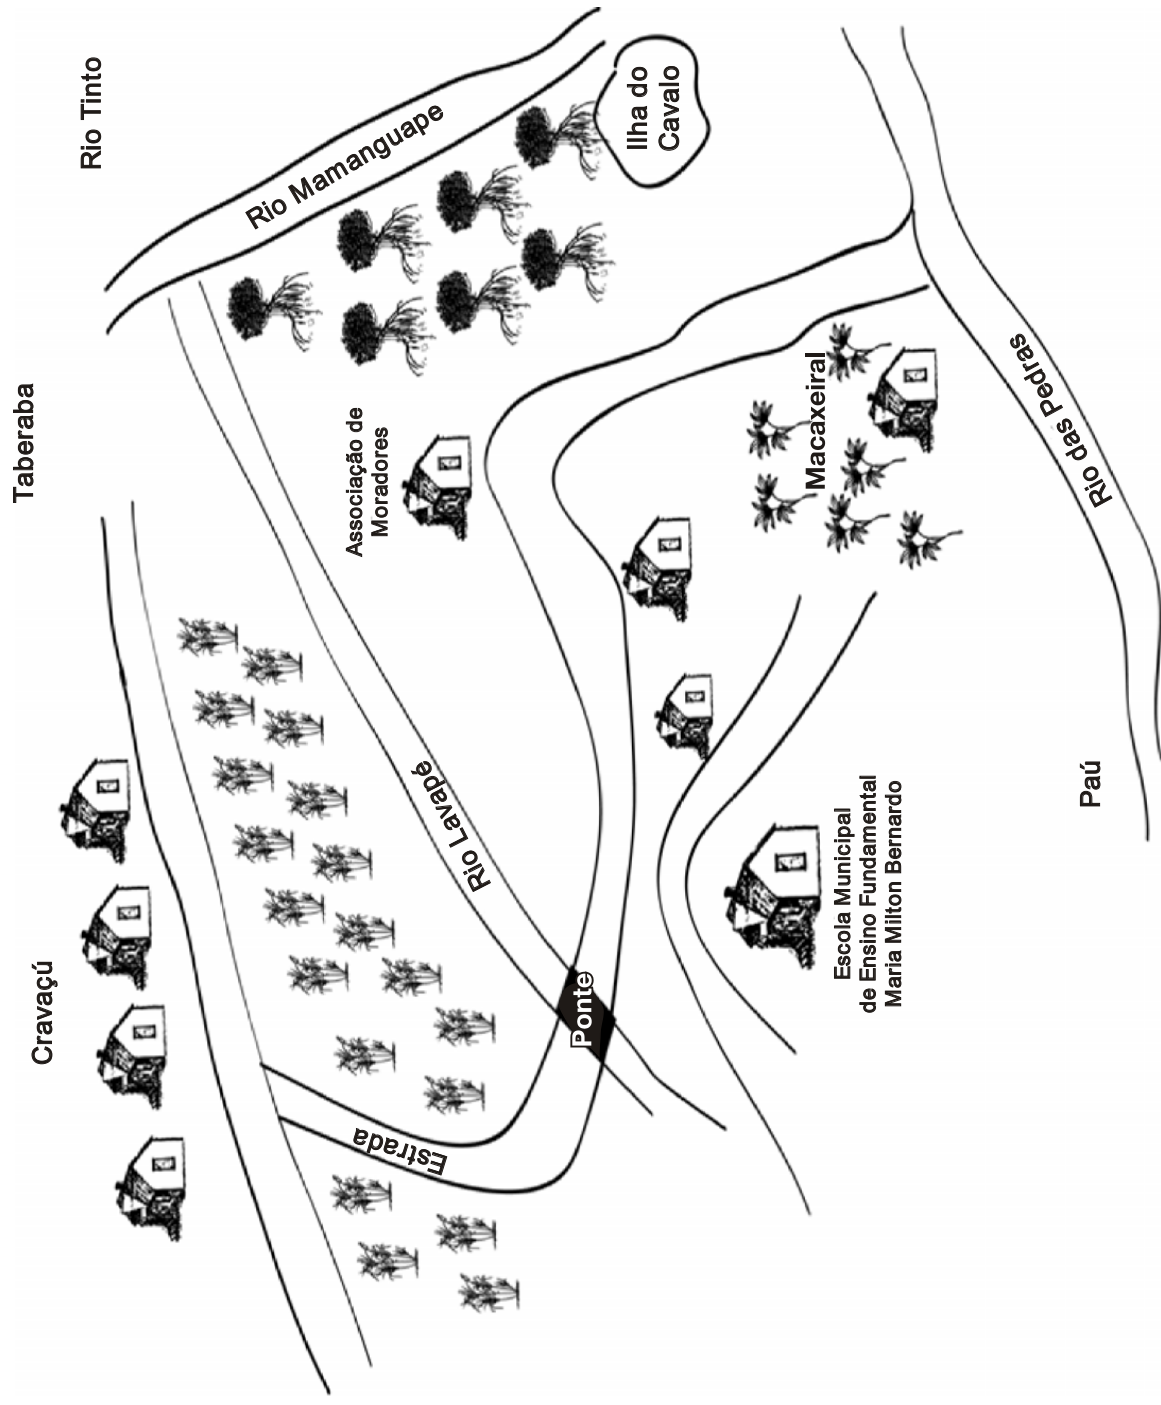 Rio Tinto
Taberaba
Cravaçú
Rio Mamanguape
Ilha do
Cavalo
Associação de
Moradores
Macaxeiral
Rio das Pedras
Rio Lavapé
Ponte
Estrada
Escola Municipal
de Ensino Fundamental
Maria Milton Bernardo
Paú